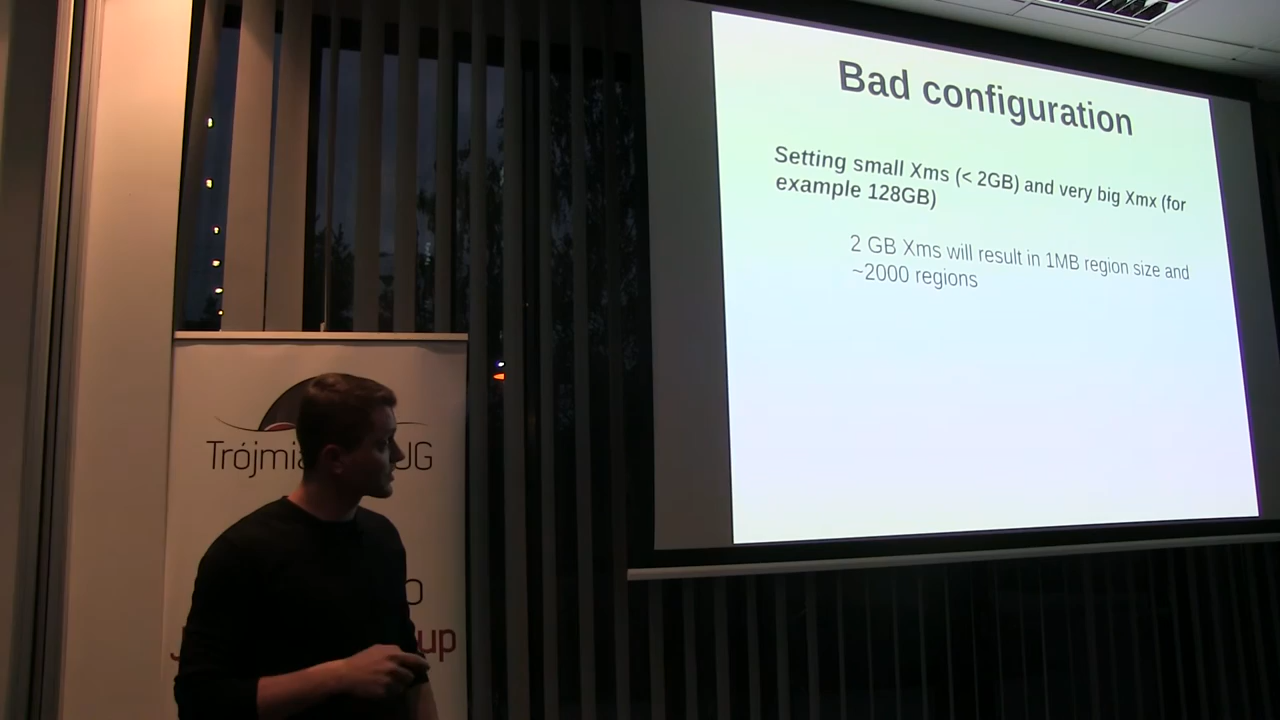 Bad configuration
Setting small Xms (< 2GB) and very big Xmx (for
example 128GB)
2 GB Xms will result in 1MB region size and
~2000 regions
Trójmia JUG
o
J up